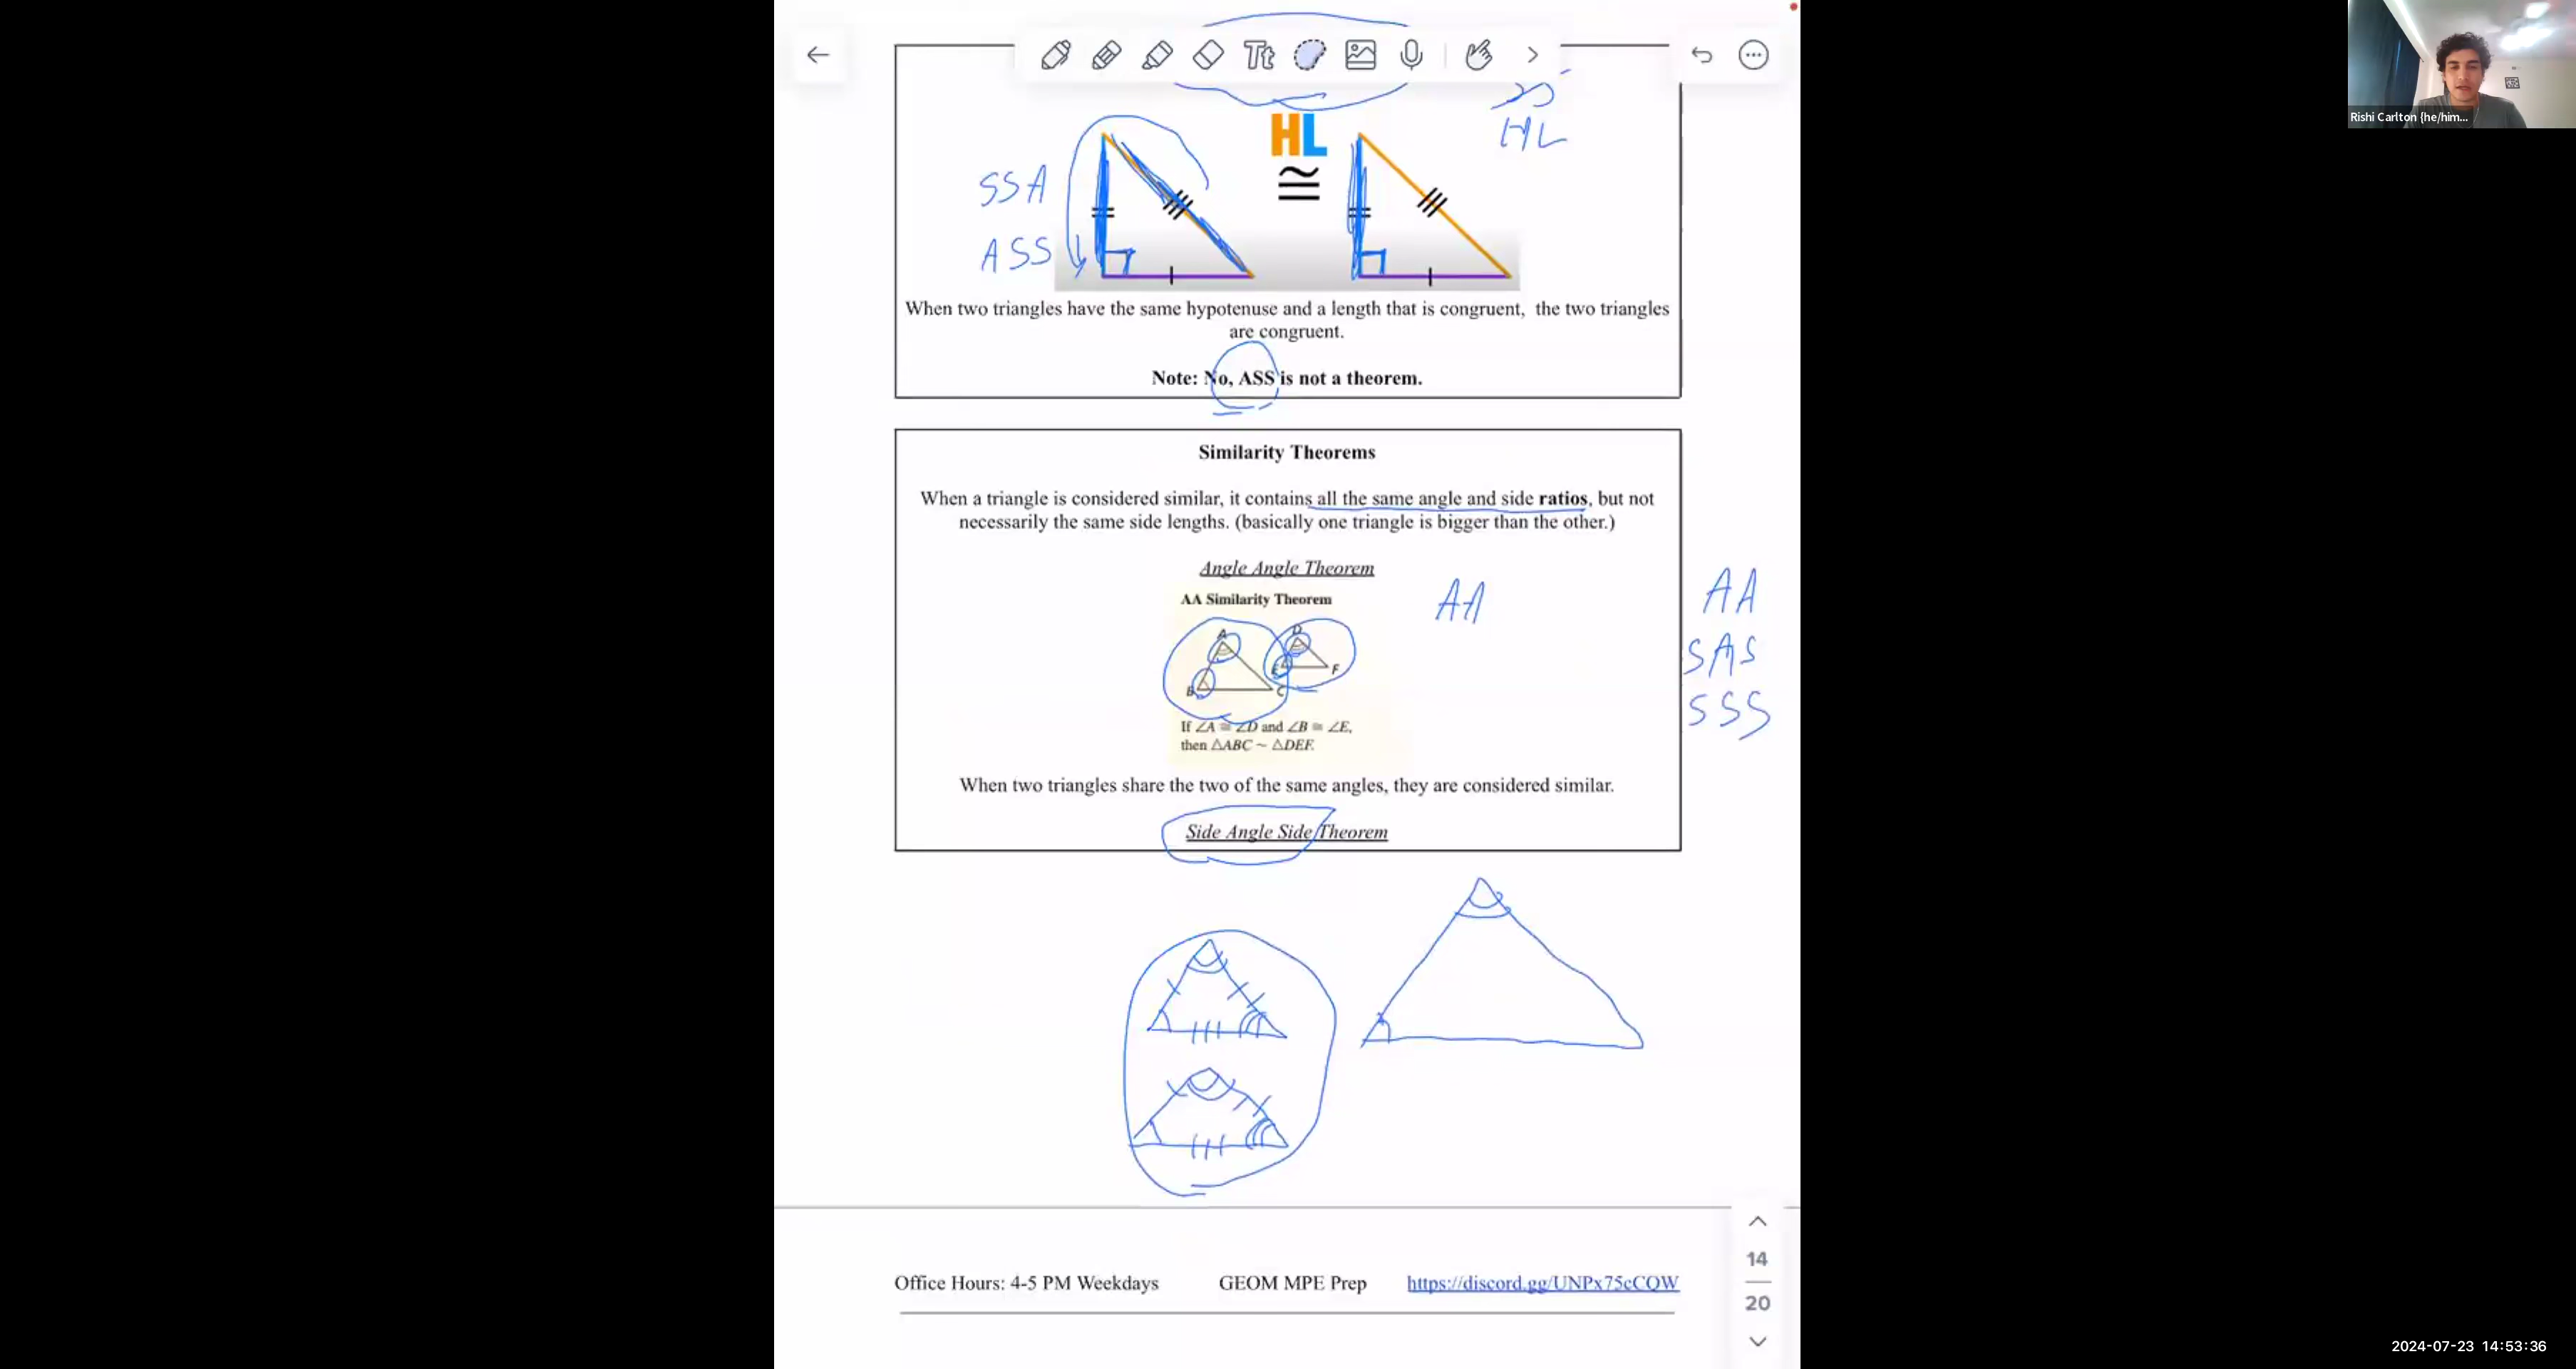 Tt
HL
HL
SSA
ASS
When two triangles have the same hypotenuse and a length that is congruent, the two triangles
are congruent.
Note: No, ASS is not a theorem.
Similarity Theorems
When a triangle is considered similar, it contains all the same angle and side ratios, but not
necessarily the same side lengths. (basically one triangle is bigger than the other.)
Angle Angle Theorem
AA Similarity Theorem
AA
AA
SAS
SSS
A
D
B
C
E
F
If ∠A ≅ ∠D and ∠B ≅ ∠E,
then △ABC ~ △DEF.
When two triangles share the two of the same angles, they are considered similar.
Side Angle Side Theorem
Office Hours: 4-5 PM Weekdays GEOM MPE Prep https://discord.gg/UNPx75cCQW
14
20
Rishi Carlton {he/him...
2024-07-23 14:53:36